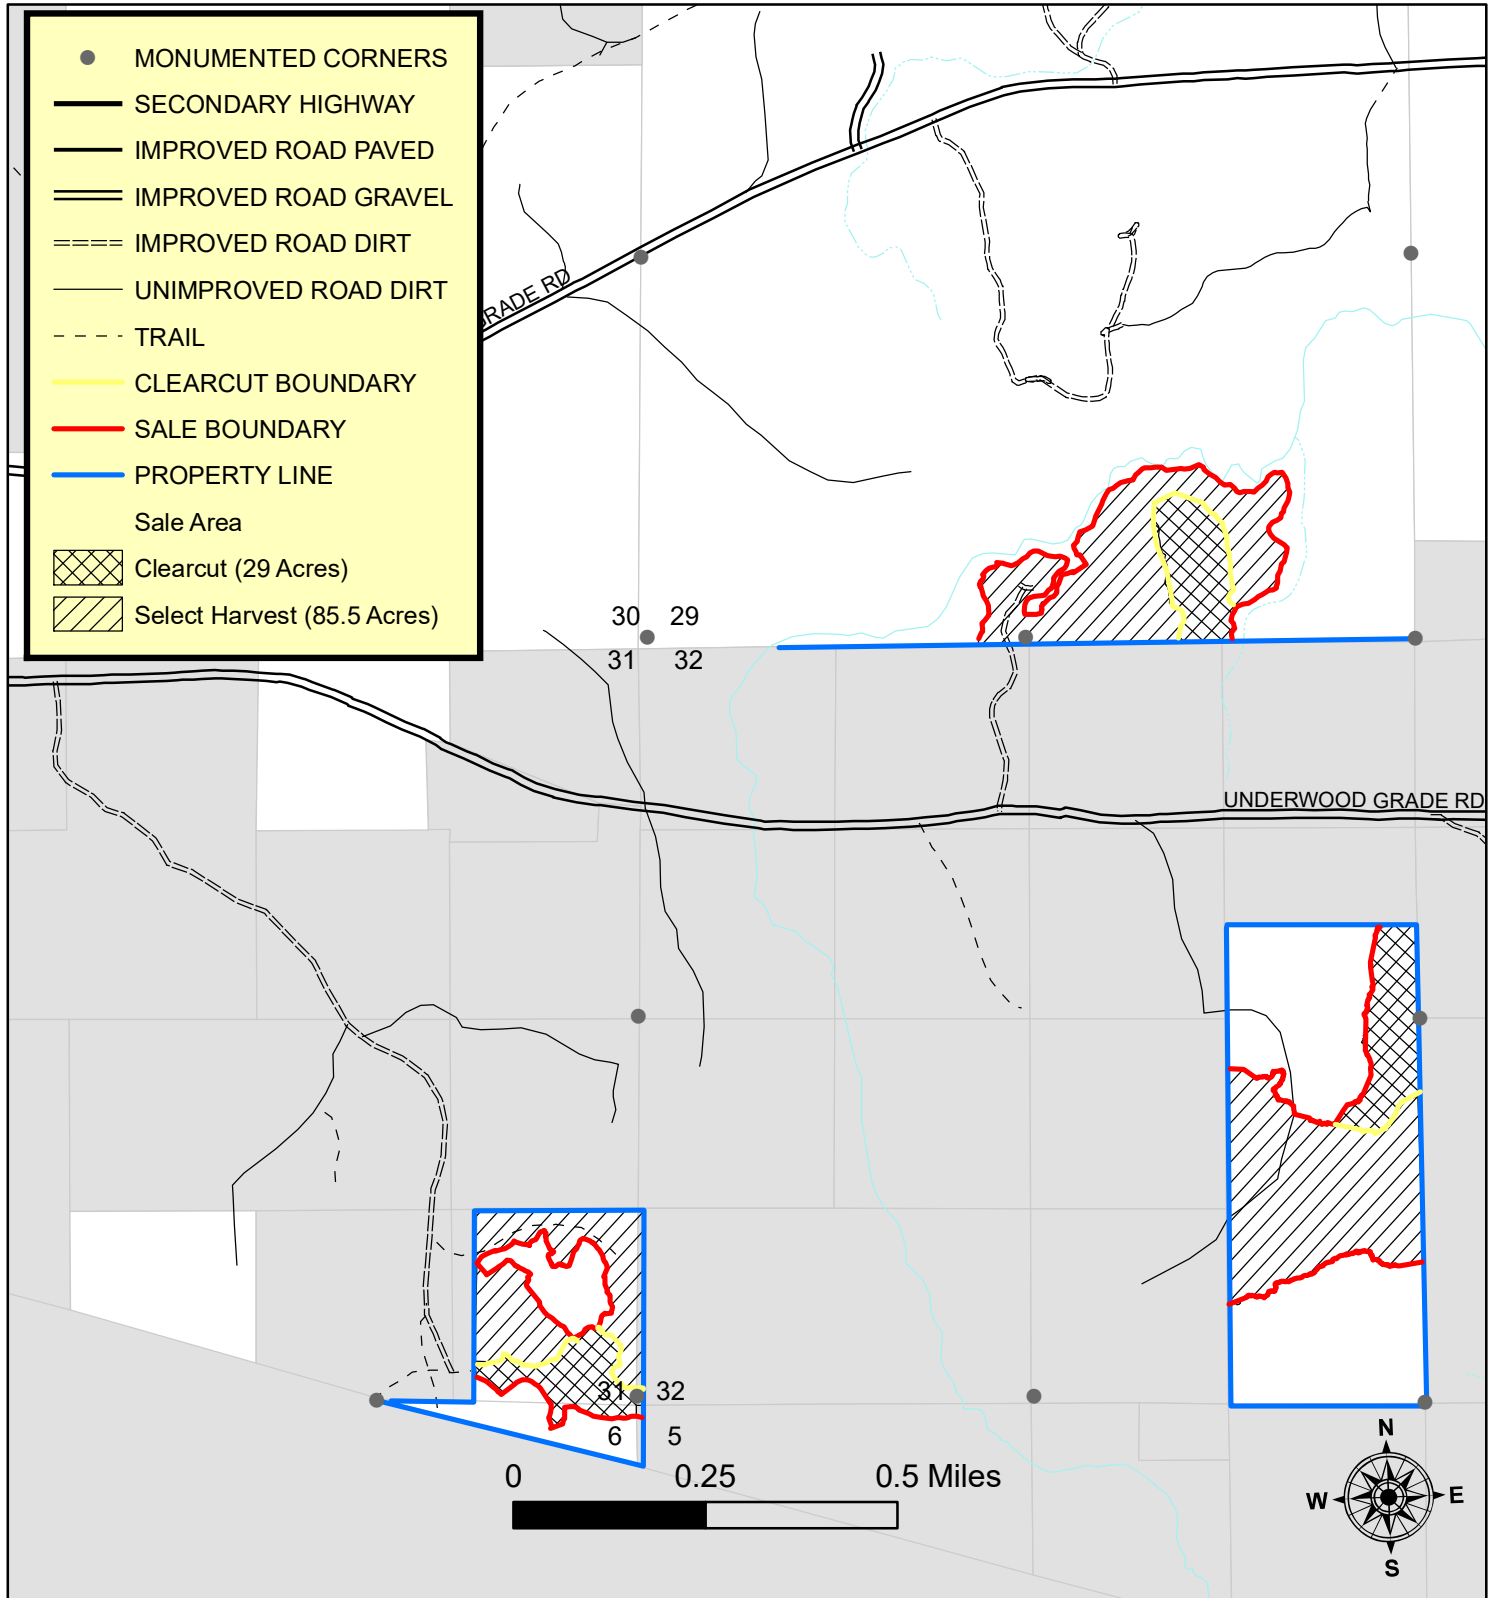 MONUMENTED CORNERS
SECONDARY HIGHWAY
IMPROVED ROAD PAVED
IMPROVED ROAD GRAVEL
IMPROVED ROAD DIRT
UNIMPROVED ROAD DIRT
TRAIL
CLEARCUT BOUNDARY
SALE BOUNDARY
PROPERTY LINE
Sale Area
Clearcut (29 Acres)
Select Harvest (85.5 Acres)
GRADE RD
30 29
31 32
UNDERWOOD GRADE RD
31 32
6 5
0 0.25 0.5 Miles
N
W E
S